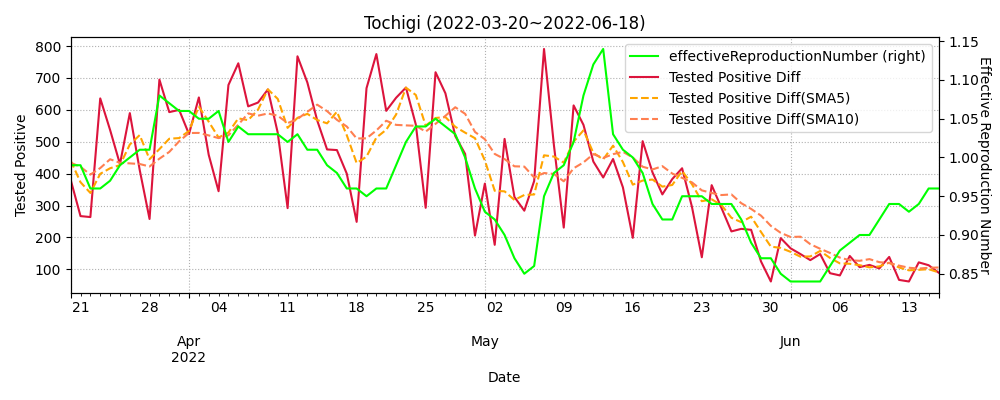 Tochigi (2022-03-20~2022-06-18)
effectiveReproductionNumber (right)
Tested Positive Diff
Tested Positive Diff(SMA5)
Tested Positive Diff(SMA10)
Tested Positive
800
700
600
500
400
300
200
100
1.15
1.10
1.05
1.00
0.95
0.90
0.85
Effective Reproduction Number
21 28 04 11 18 25 02 09 16 23 30 06 13
Apr May Jun
2022
Date